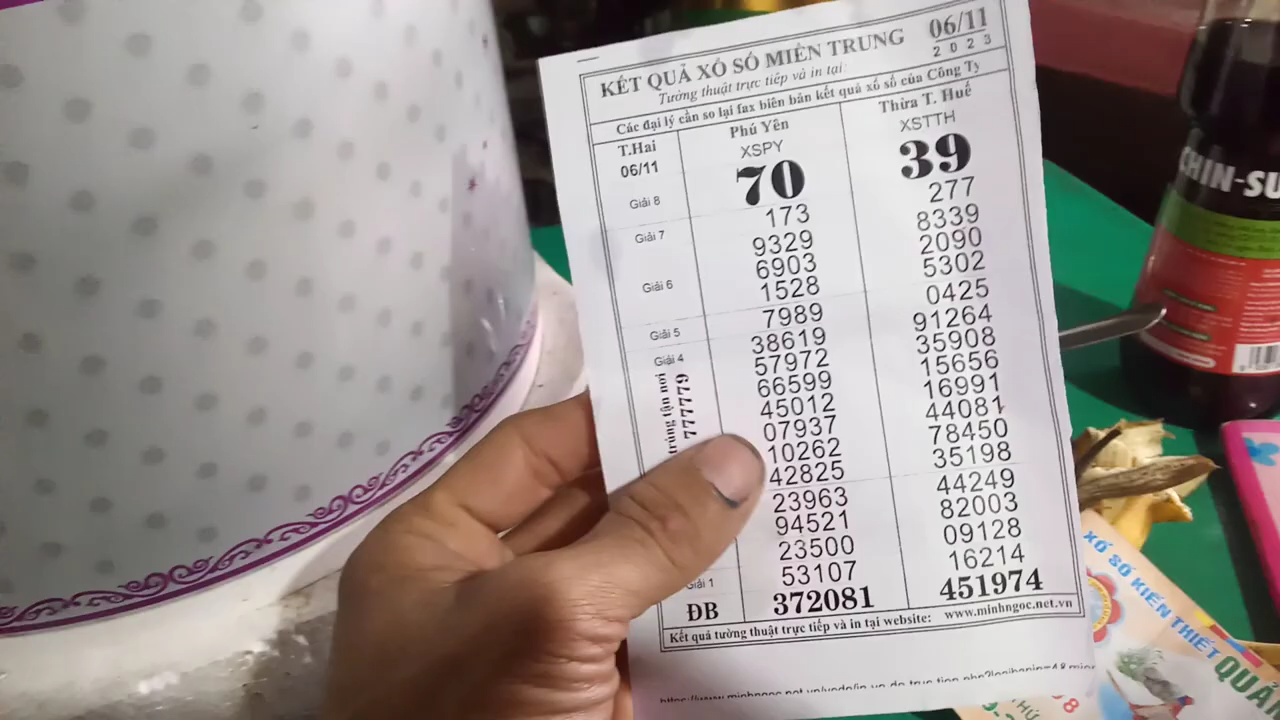 KẾT QUẢ XỔ SỐ MIỀN TRUNG 06/11
Tường thuật trực tiếp và in tại: 2023
Các đại lý cần so lại fax biên bản kết quả xổ số của Công Ty
T.Hai Phú Yên Thừa T. Huế
06/11 XSPY XSTTH
Giải 8 70 39
Giải 7 173 277
9329 8339
Giải 6 6903 2090
1528 5302
Giải 5 7989 0425
Giải 4 38619 91264
57972 35908
66599 15656
45012 16991
07937 44081
10262 78450
42825 35198
23963 44249
94521 82003
23500 09128
Giải 1 53107 16214
ĐB 372081 451974
trúng tận nơi
777779
Kết quả tường thuật trực tiếp và in tại website: www.minhngoc.net.vn
CHIN-SU
XỔ SỐ KIẾN THIẾT
QUẢ